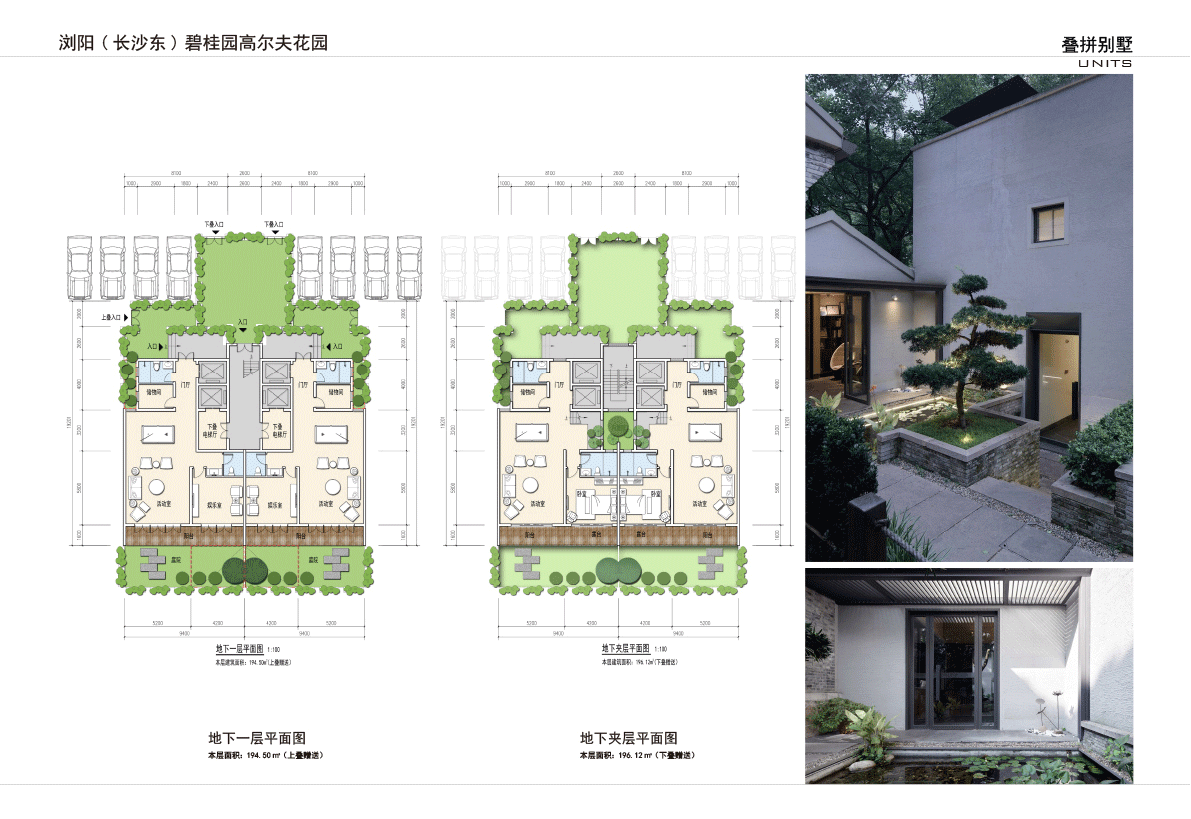 浏阳（长沙东）碧桂园高尔夫花园
叠拼别墅
UNITS
8100 2600 8100
1000 2900 1800 2400 2600 2400 1800 2900 1000
下叠入口 下叠入口
上叠入口
入口
入口 入口
门厅 门厅
储物间 储物间
下叠电梯厅 下叠电梯厅
活动室 娱乐室 娱乐室 活动室
阳台 阳台
庭院 庭院
5200 4200 4200 5200
9400 9400
地下一层平面图 1:100
本层建筑面积: 194.50㎡(上叠赠送)
8100 2600 8100
1000 2900 1800 2400 2600 2400 1800 2900 1000
门厅 门厅
储物间 储物间
活动室 卧室 卧室 活动室
阳台 露台 露台 阳台
5200 4200 4200 5200
9400 9400
地下夹层平面图 1:100
本层建筑面积: 196.12㎡(下叠赠送)
地下一层平面图
本层面积: 194.50㎡(上叠赠送)
地下夹层平面图
本层面积: 196.12㎡(下叠赠送)